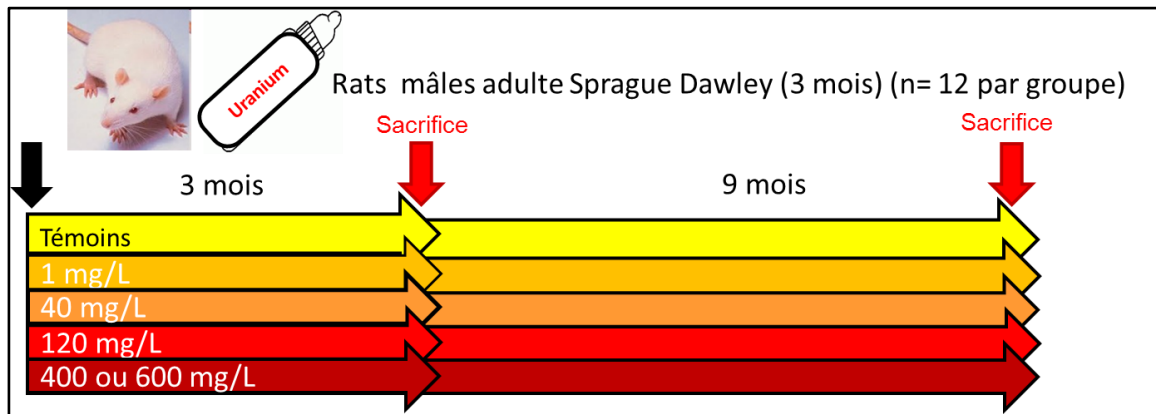 Uranium
Rats mâles adulte Sprague Dawley (3 mois) (n= 12 par groupe)
Sacrifice
Sacrifice
3 mois
9 mois
Témoins
1 mg/L
40 mg/L
120 mg/L
400 ou 600 mg/L